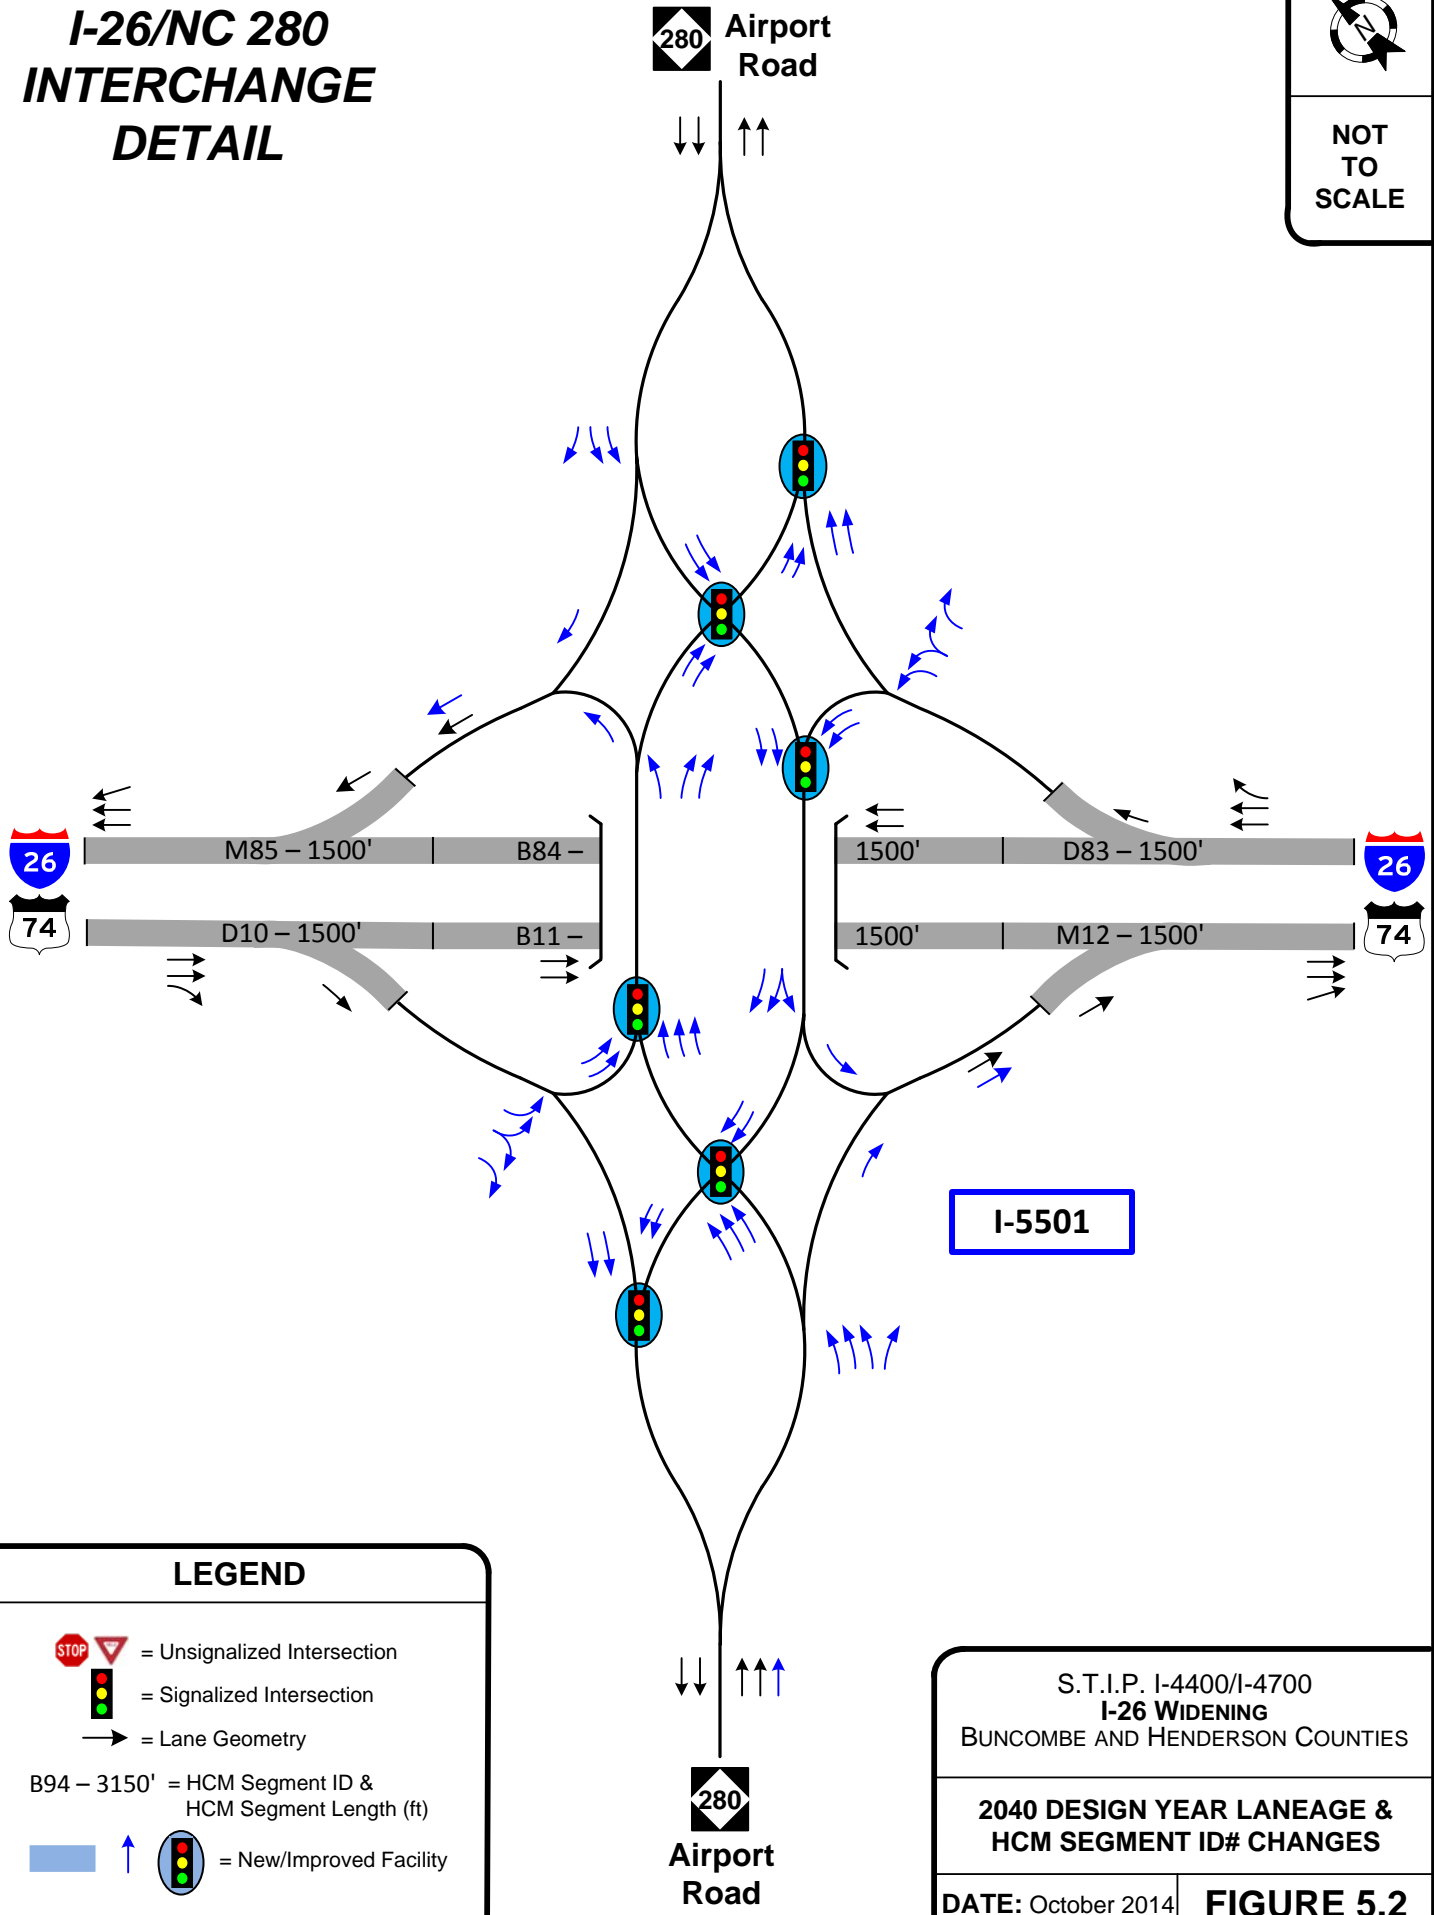 I-26/NC 280
INTERCHANGE
DETAIL
280
Airport
Road
N
NOT
TO
SCALE
26
74
M85 – 1500'
B84 –
1500'
D83 – 1500'
D10 – 1500'
B11 –
1500'
M12 – 1500'
26
74
I-5501
280
Airport
Road
LEGEND
STOP = Unsignalized Intersection
= Signalized Intersection
= Lane Geometry
B94 – 3150' = HCM Segment ID &
HCM Segment Length (ft)
= New/Improved Facility
S.T.I.P. I-4400/I-4700
I-26 WIDENING
BUNCOMBE AND HENDERSON COUNTIES
2040 DESIGN YEAR LANEAGE &
HCM SEGMENT ID# CHANGES
DATE: October 2014
FIGURE 5.2